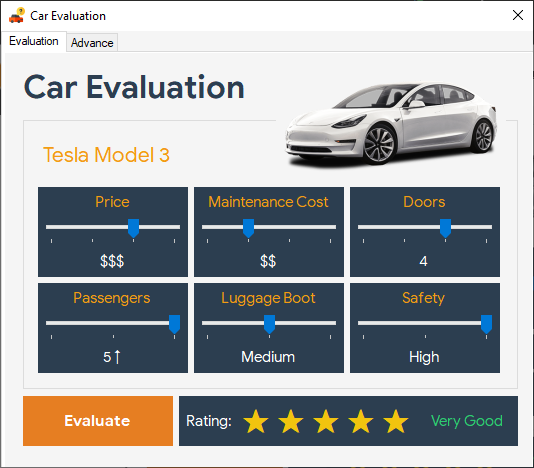 Car Evaluation
Evaluation Advance
Car Evaluation
Tesla Model 3
Price Maintenance Cost Doors
$$$ $$ 4
Passengers Luggage Boot Safety
5↑ Medium High
Evaluate Rating: Very Good